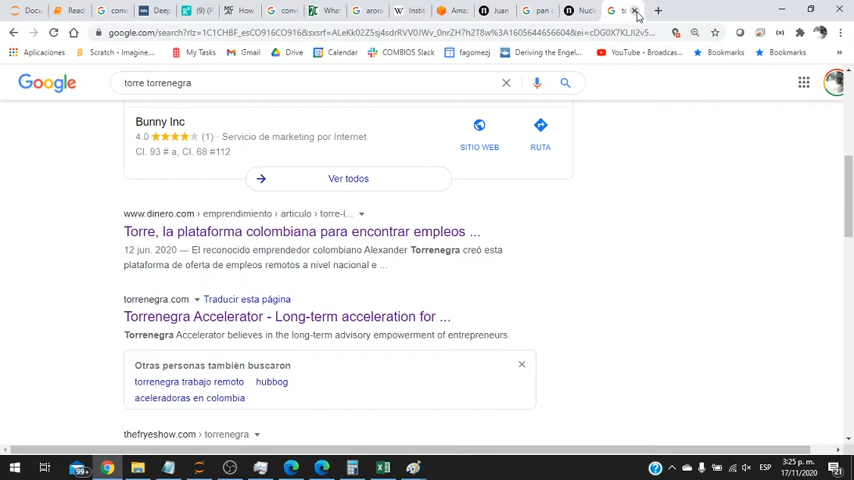 Docu
Reac
conv
Deep
(9) (F
How
conv
Wha
arora
Instit
Ama
Juan
pan c
Nucle
to
google.com/search?rlz=1C1CHBF_esCO916CO916&sxsrf=ALeKk02Z5sj4sdrRVV0JWv_0nrZH7h2T8w%3A1605644656604&ei=cDG0X7KLJI2v5...
Aplicaciones
Scratch - Imagine,...
Gmail
Drive
Calendar
COMBIOS Slack
fagomezj
Deriving the Engel...
YouTube - Broadcas...
Bookmarks
Bookmarks
Google
torre torrenegra
Bunny Inc
4.0 ★★★★★ (1) · Servicio de marketing por Internet
Cl. 93 # a, Cl. 68 #112
SITIO WEB
RUTA
Ver todos
www.dinero.com › emprendimiento › articulo › torre-l...
Torre, la plataforma colombiana para encontrar empleos ...
12 jun. 2020 — El reconocido emprendedor colombiano Alexander Torrenegra creó esta
plataforma de oferta de empleos remotos a nivel nacional e ...
torrenegra.com Traducir esta página
Torrenegra Accelerator - Long-term acceleration for ...
Torrenegra Accelerator believes in the long-term advisory empowerment of entrepreneurs.
Otras personas también buscaron
torrenegra trabajo remoto hubbog
aceleradoras en colombia
thefryeshow.com › torrenegra
99+
ESP
3:25 p. m.
17/11/2020
21